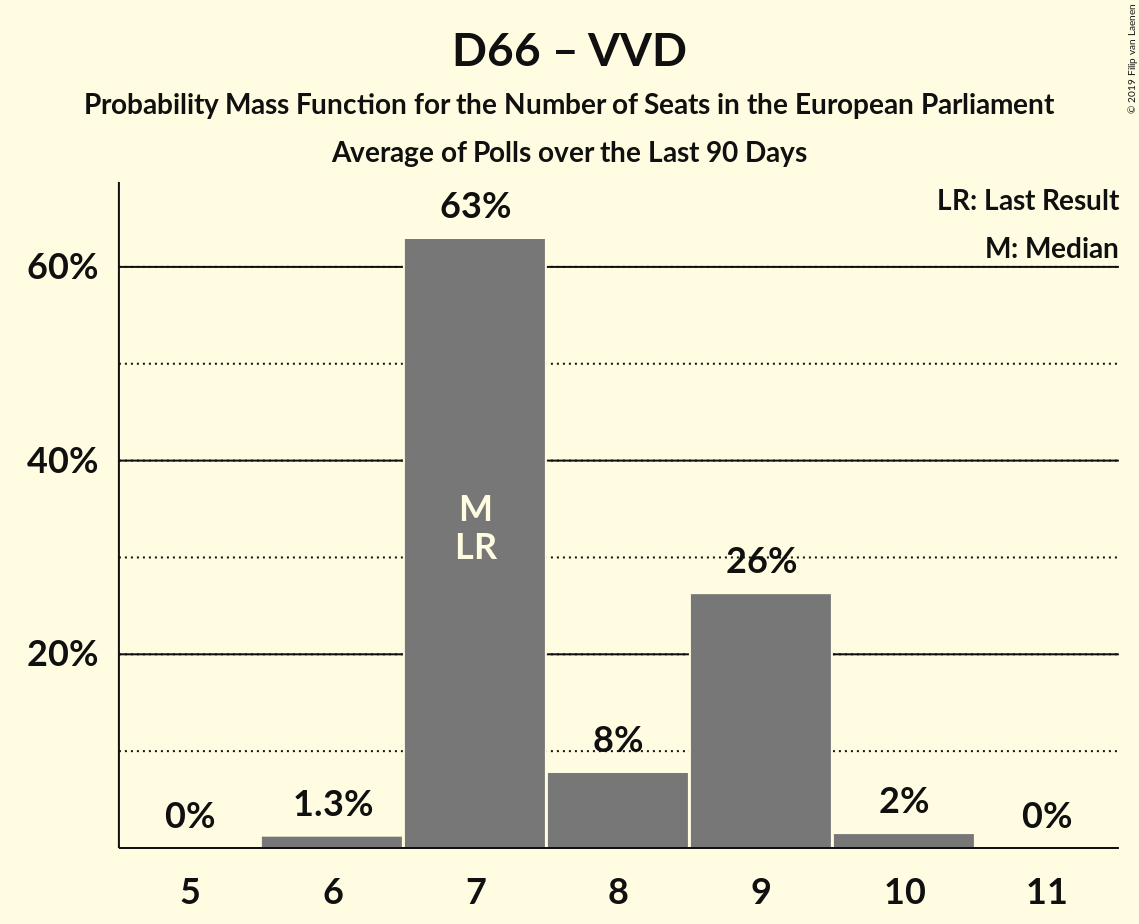 D66 – VVD
Probability Mass Function for the Number of Seats in the European Parliament
Average of Polls over the Last 90 Days
© 2019 Filip van Laenen
LR: Last Result
M: Median
63%
60%
40%
20%
M
LR
26%
8%
1.3%
2%
0%
0%
5 6 7 8 9 10 11